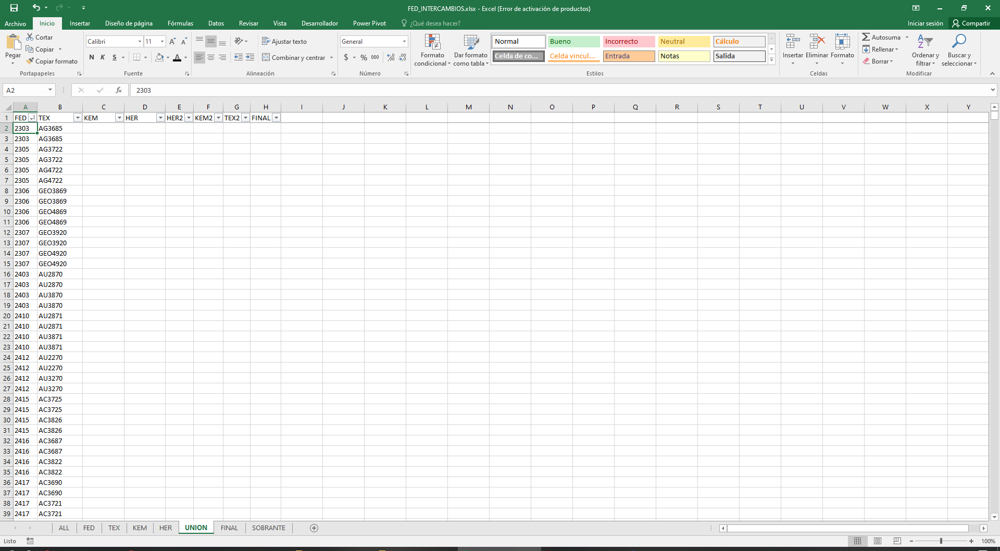 FED_INTERCAMBIOS.xlsx - Excel (Error de activación de productos)
Archivo Inicio Insertar Diseño de página Fórmulas Datos Revisar Vista Desarrollador Power Pivot ¿Qué desea hacer? Iniciar sesión Compartir
Pegar
Cortar
Copiar
Copiar formato
Portapapeles
Calibri 11
N K S A
Fuente
Ajustar texto
Combinar y centrar
Alineación
General
$ % 000
Número
Formato condicional
Dar formato como tabla
Normal Bueno Incorrecto Neutral Cálculo
Celda de co... Celda vincul... Entrada Notas Salida
Estilos
Insertar Eliminar Formato
Celdas
Autosuma
Rellenar
Borrar
Ordenar y filtrar
Buscar y seleccionar
Modificar
A2 fx 2303
A B C D E F G H I J K L M N O P Q R S T U V W X Y
1 FED TEX KEM HER HER2 KEM2 TEX2 FINAL
2 2303 AG3685
3 2303 AG3685
4 2305 AG3722
5 2305 AG3722
6 2305 AG4722
7 2305 AG4722
8 2306 GEO3869
9 2306 GEO3869
10 2306 GEO4869
11 2306 GEO4869
12 2307 GEO3920
13 2307 GEO3920
14 2307 GEO4920
15 2307 GEO4920
16 2403 AU2870
17 2403 AU2870
18 2403 AU3870
19 2403 AU3870
20 2410 AU2871
21 2410 AU2871
22 2410 AU3871
23 2410 AU3871
24 2412 AU2270
25 2412 AU2270
26 2412 AU3270
27 2412 AU3270
28 2415 AC3725
29 2415 AC3725
30 2415 AC3826
31 2415 AC3826
32 2416 AC3687
33 2416 AC3687
34 2416 AC3822
35 2416 AC3822
36 2417 AC3690
37 2417 AC3690
38 2417 AC3721
39 2417 AC3721
ALL FED TEX KEM HER UNION FINAL SOBRANTE
Listo 100%